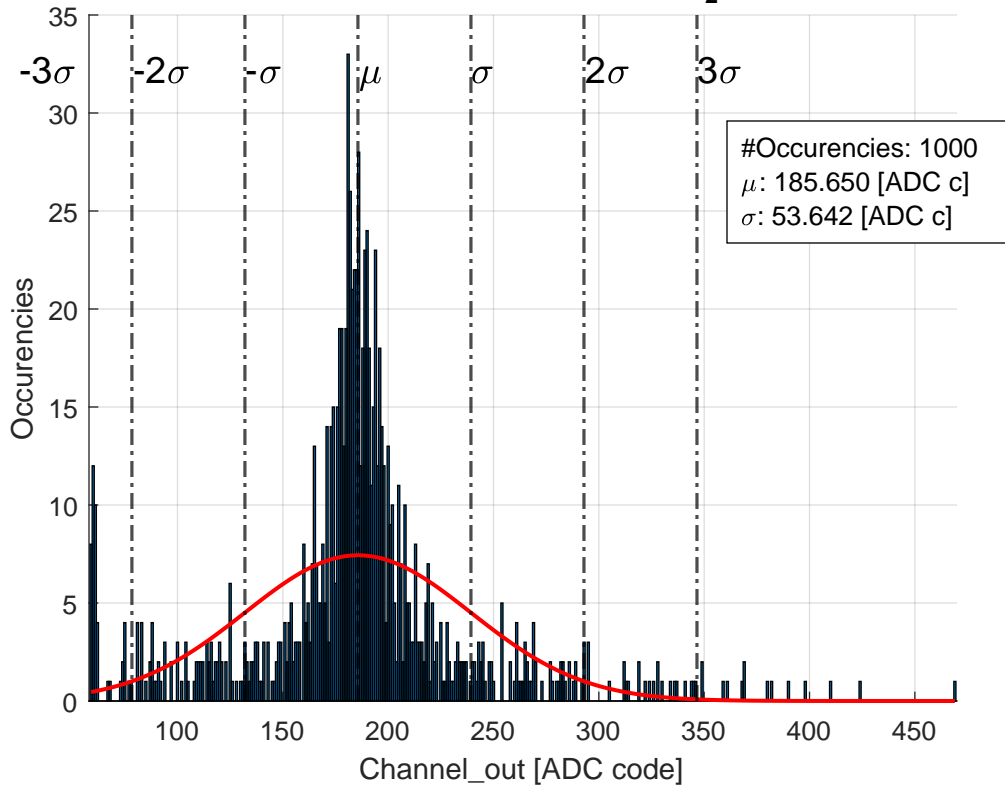 2
35
30
25
20
15
10
5
0
-3σ -2σ -σ μ σ 2σ 3σ
#Occurencies: 1000
μ: 185.650 [ADC c]
σ: 53.642 [ADC c]
Occurencies
100 150 200 250 300 350 400 450
Channel_out [ADC code]